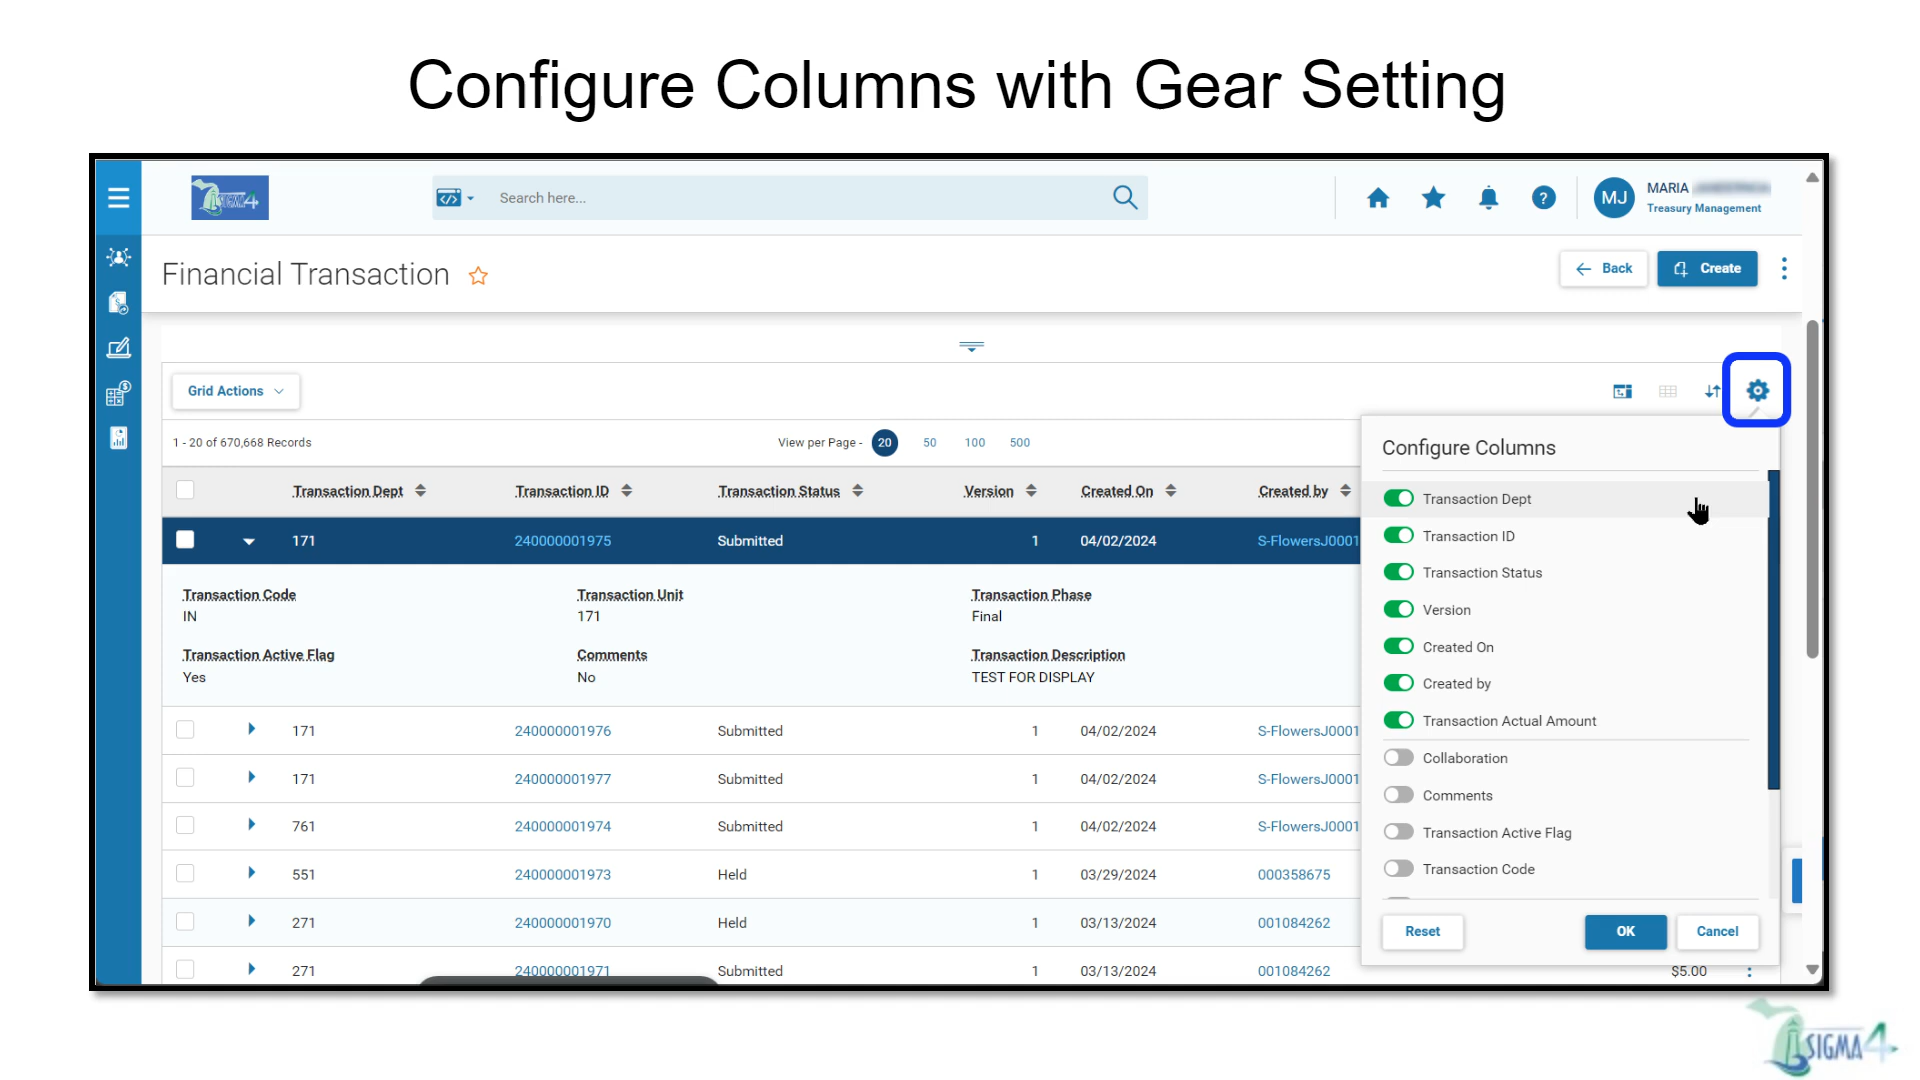 Configure Columns with Gear Setting
SIGMA4
Search here...
MARIA
MJ
Treasury Management
Financial Transaction
Back
Create
Grid Actions
1 - 20 of 670,668 Records
View per Page - 20 50 100 500
Configure Columns
Transaction Dept Transaction ID Transaction Status Version Created On Created by
171 240000001975 Submitted 1 04/02/2024 S-FlowersJ0001
Transaction Code Transaction Unit Transaction Phase
IN 171 Final
Transaction Active Flag Comments Transaction Description
Yes No TEST FOR DISPLAY
171 240000001976 Submitted 1 04/02/2024 S-FlowersJ0001
171 240000001977 Submitted 1 04/02/2024 S-FlowersJ0001
761 240000001974 Submitted 1 04/02/2024 S-FlowersJ0001
551 240000001973 Held 1 03/29/2024 000358675
271 240000001970 Held 1 03/13/2024 001084262
271 240000001971 Submitted 1 03/13/2024 001084262 $5.00
Transaction Dept
Transaction ID
Transaction Status
Version
Created On
Created by
Transaction Actual Amount
Collaboration
Comments
Transaction Active Flag
Transaction Code
Reset OK Cancel
SIGMA4